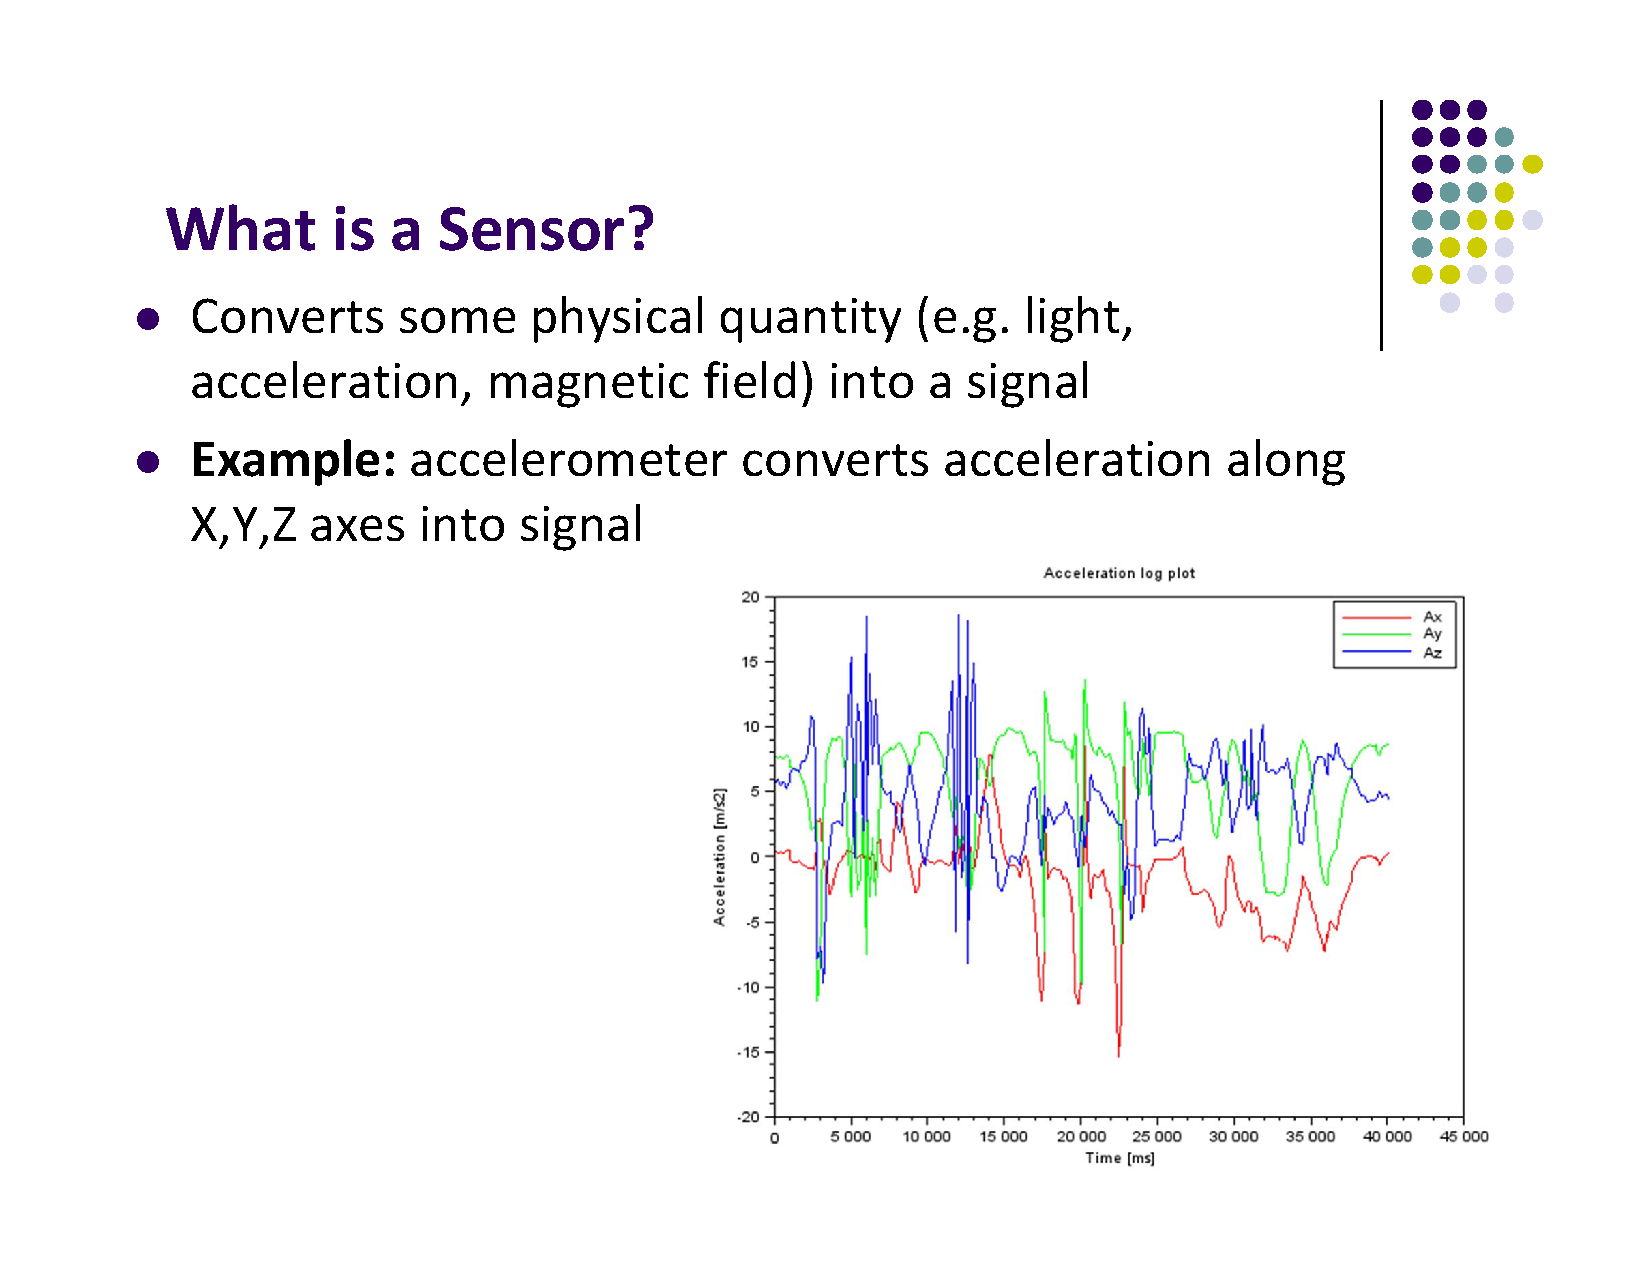 What is a Sensor?
Converts some physical quantity (e.g. light,
acceleration, magnetic field) into a signal
Example: accelerometer converts acceleration along
X,Y,Z axes into signal
Acceleration log plot
Ax
Ay
Az
20
15
10
5
0
-5
-10
-15
-20
Acceleration [m/s2]
0 5 000 10 000 15 000 20 000 25 000 30 000 35 000 40 000 45 000
Time [ms]